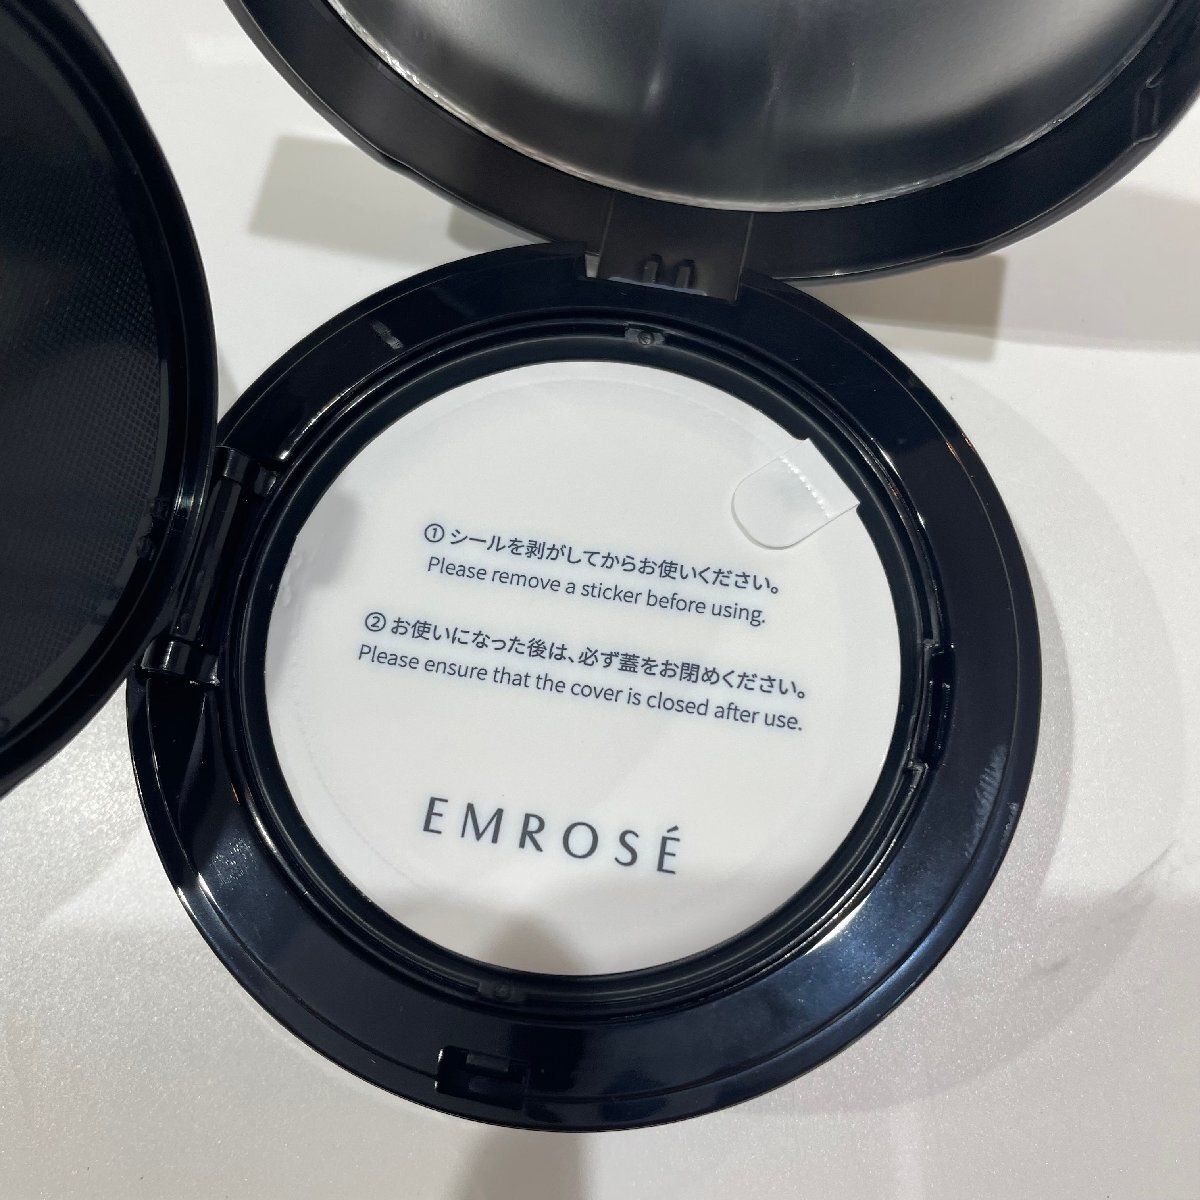 ① シールを剥がしてからお使いください。
Please remove a sticker before using.
② お使いになった後は、必ず蓋をお閉めください。
Please ensure that the cover is closed after use.
EMROSÉ